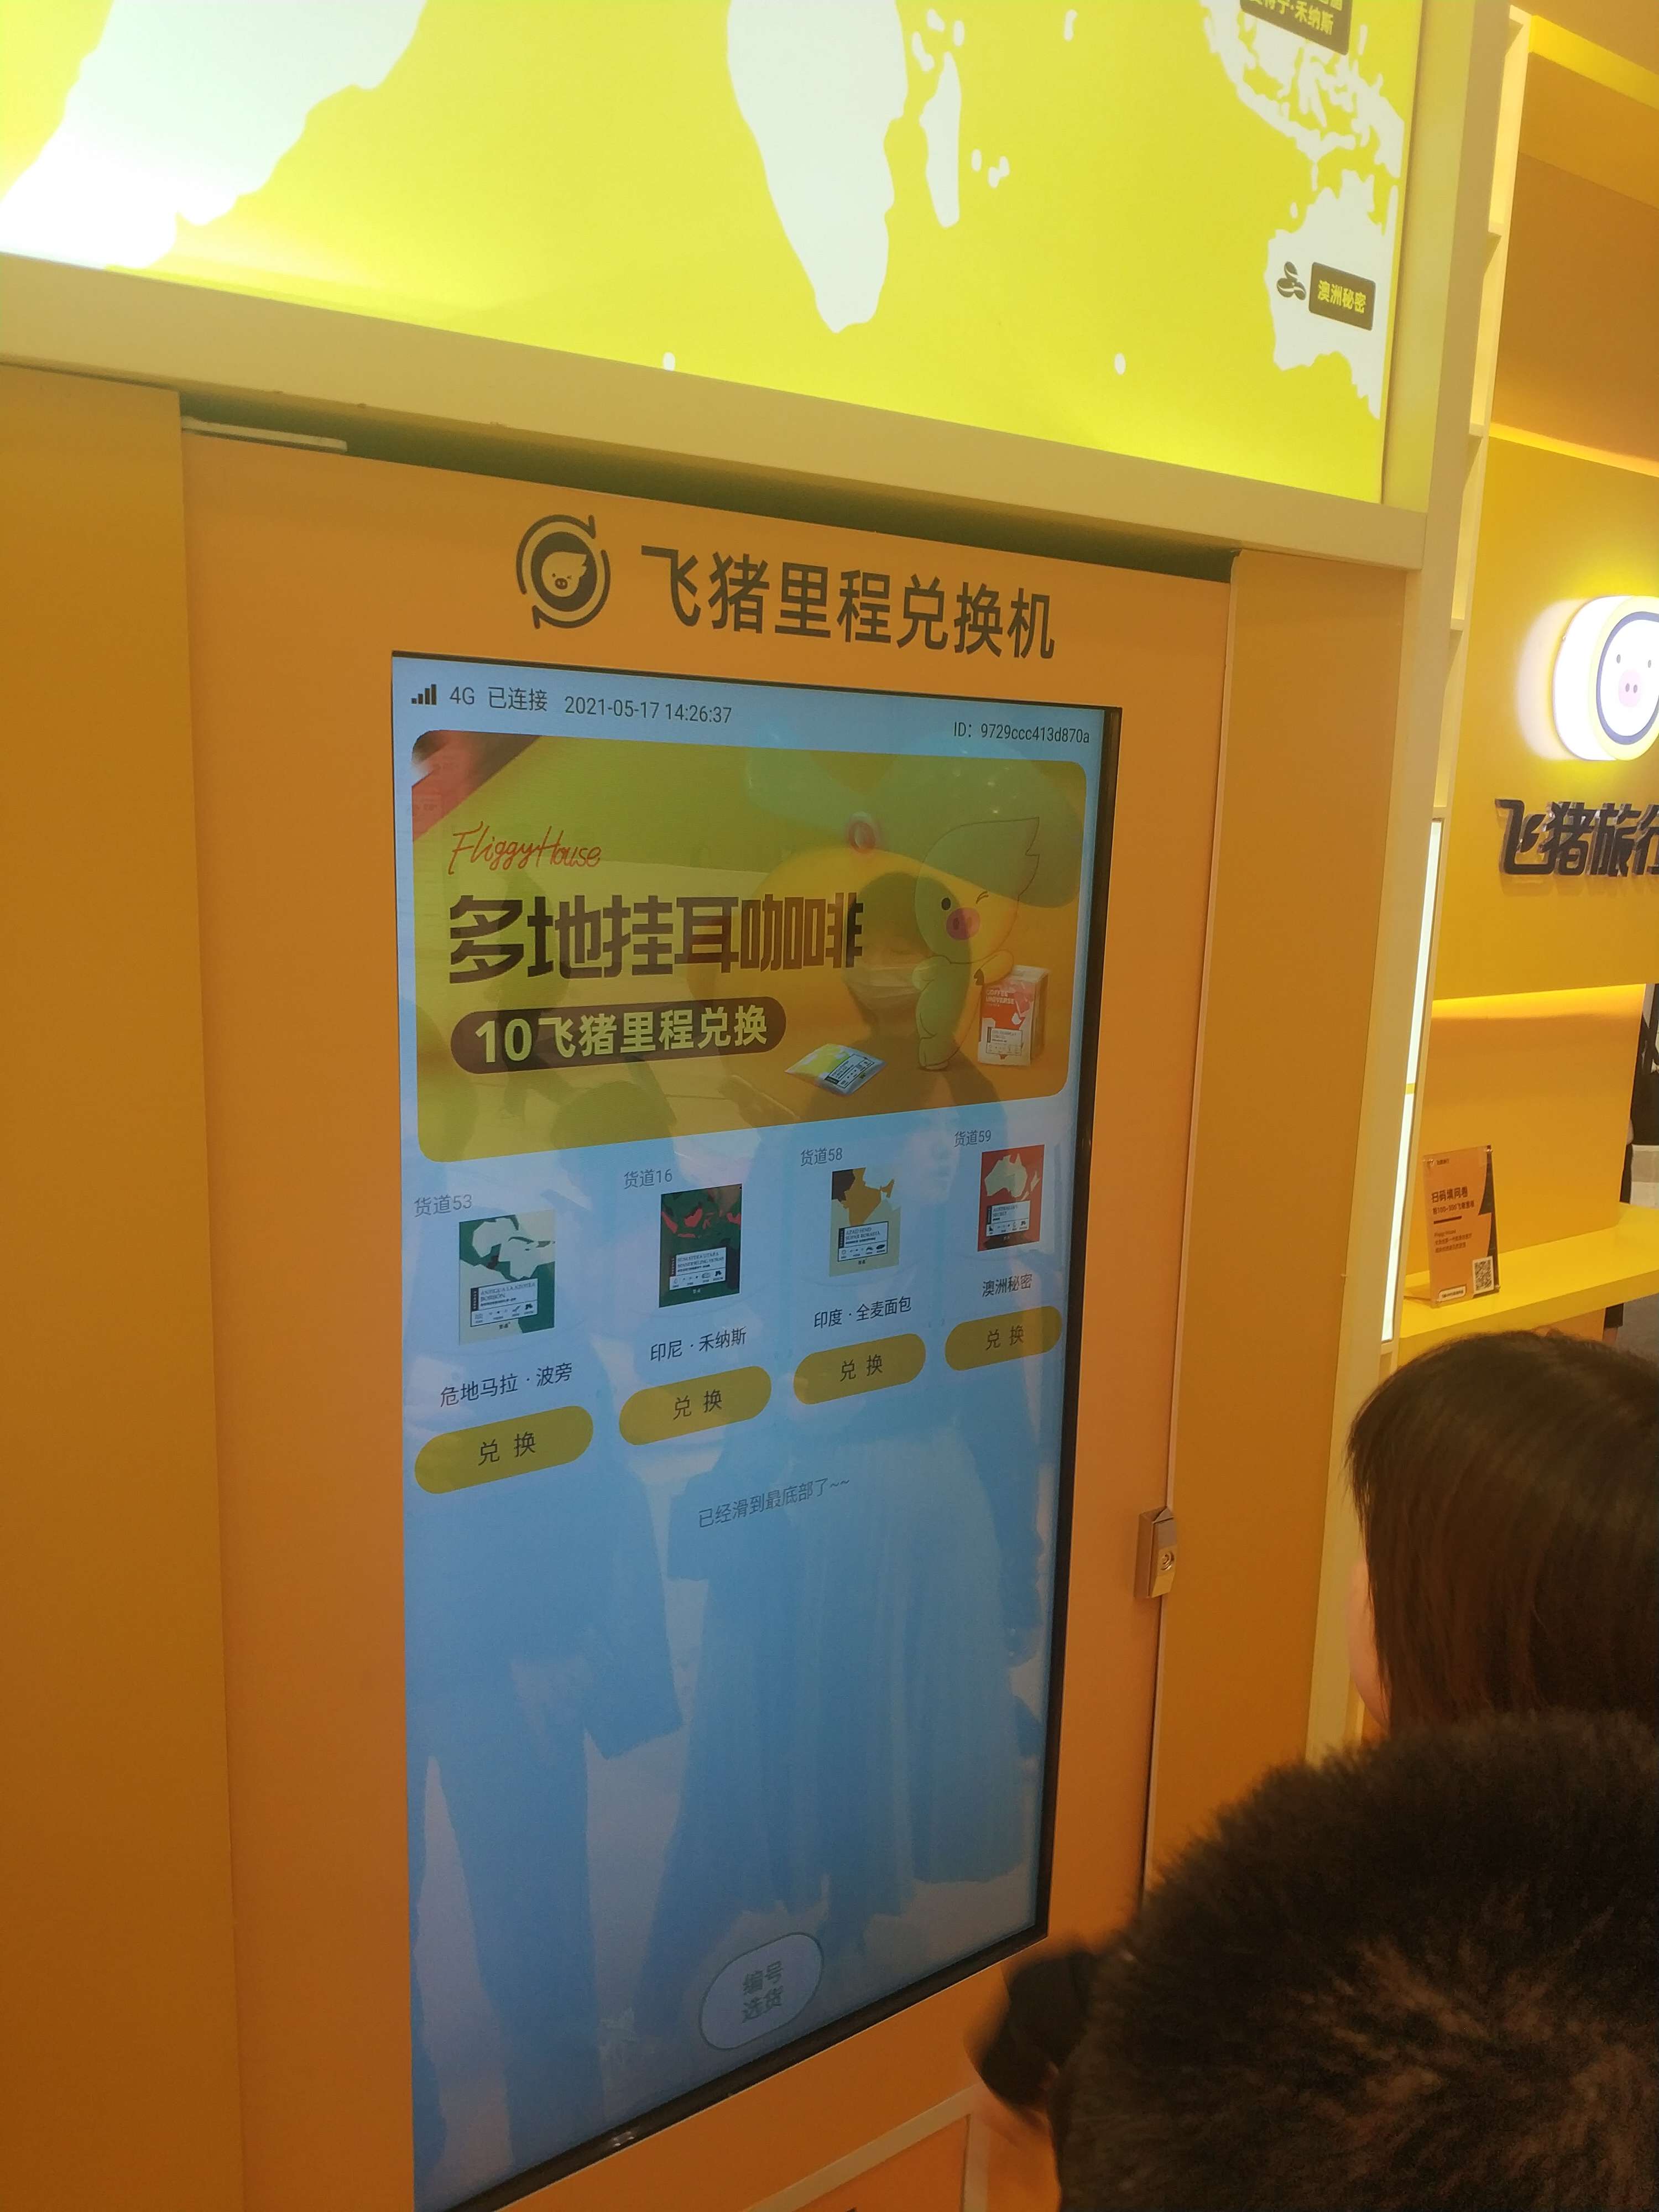 禾纳斯
澳洲秘密
飞猪里程兑换机
4G 已连接 2021-05-17 14:26:37
ID: 9729ccc413d870a
FliggyHouse
多地挂耳咖啡
10飞猪里程兑换
货道53
货道16
货道58
货道59
危地马拉·波旁
印尼·禾纳斯
印度·全麦面包
澳洲秘密
兑 换
兑 换
兑 换
兑 换
已经滑到最底部了~~
编号
选货
飞猪旅行
扫码填问卷